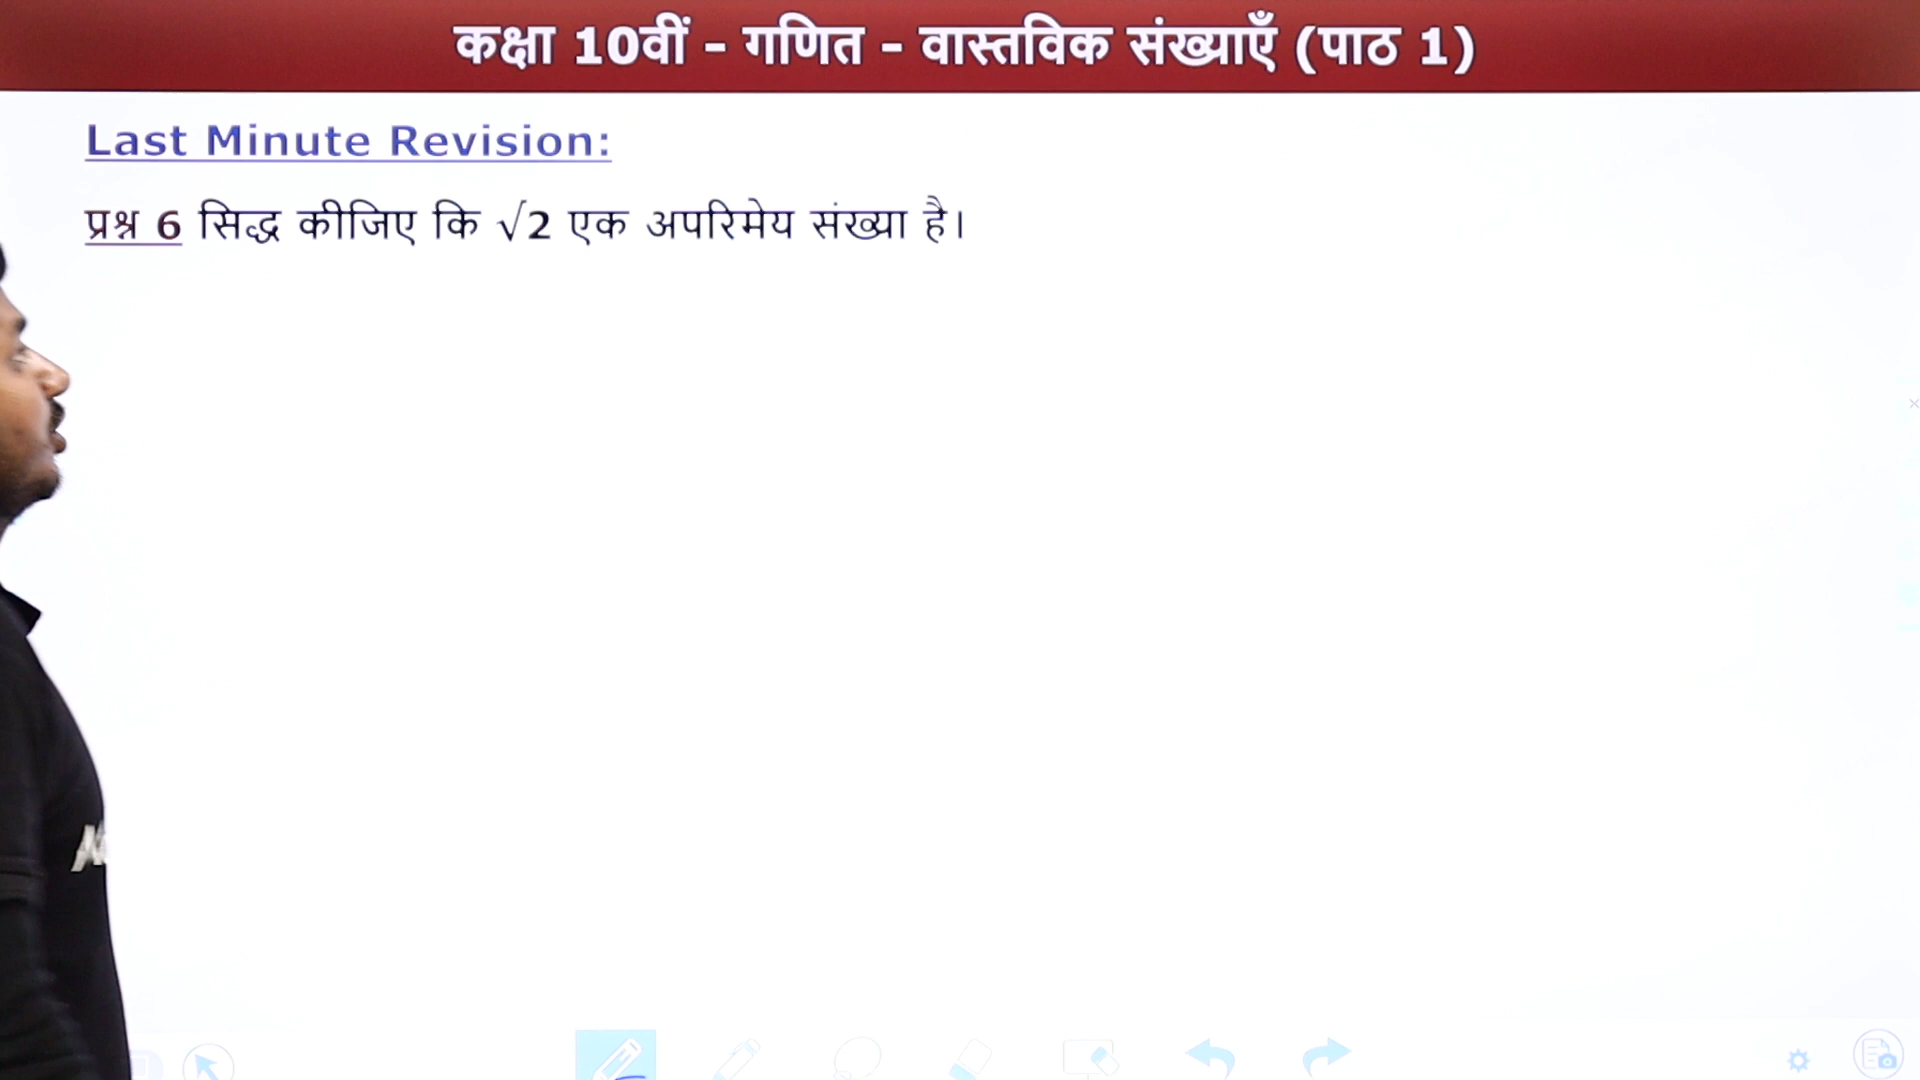 कक्षा 10वीं - गणित - वास्तविक संख्याएँ (पाठ 1)
Last Minute Revision:
प्रश्न 6 सिद्ध कीजिए कि √2 एक अपरिमेय संख्या है।